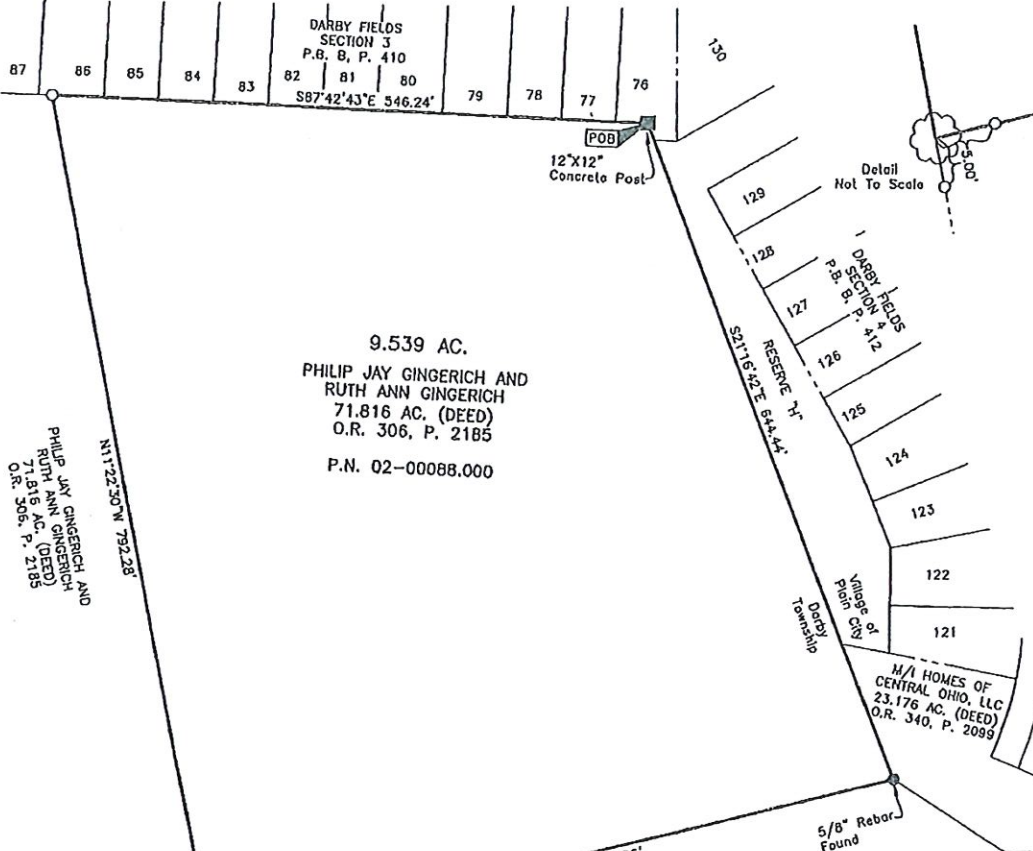 DARBY FIELDS
SECTION 3
P.B. B, P. 410
87
86
85
84
83
82
81
80
79
78
77
76
130
S87°42'43"E 546.24'
POB
12"X12"
Concrete Post
Detail
Not To Scale
5.00'
129
128
127
126
125
124
123
122
121
DARBY FIELDS
SECTION 4
P.B. B, P. 412
RESERVE "H"
S21°16'42"E 644.44'
9.539 AC.
PHILIP JAY GINGERICH AND
RUTH ANN GINGERICH
71.816 AC. (DEED)
O.R. 306, P. 2185
P.N. 02-00088.000
N11°22'30"W 792.28'
PHILIP JAY GINGERICH AND
RUTH ANN GINGERICH
71.816 AC. (DEED)
O.R. 306, P. 2185
Village of
Plain City
Darby
Township
M/I HOMES OF
CENTRAL OHIO, LLC
23.176 AC. (DEED)
O.R. 340, P. 2099
5/8" Rebar
Found